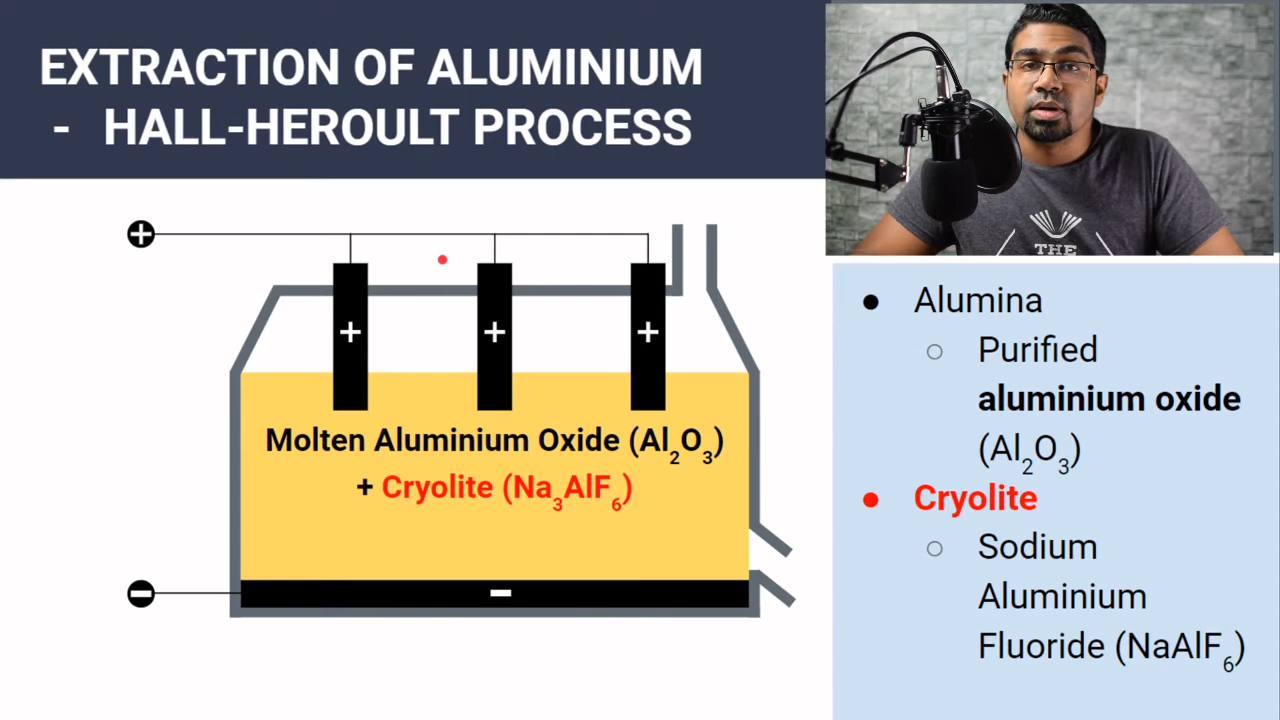 EXTRACTION OF ALUMINIUM
- HALL-HEROULT PROCESS
THE
+
+ + +
Molten Aluminium Oxide (Al₂O₃)
+ Cryolite (Na₃AlF₆)
−
−
● Alumina
○ Purified
aluminium oxide
(Al₂O₃)
● Cryolite
○ Sodium
Aluminium
Fluoride (NaAlF₆)